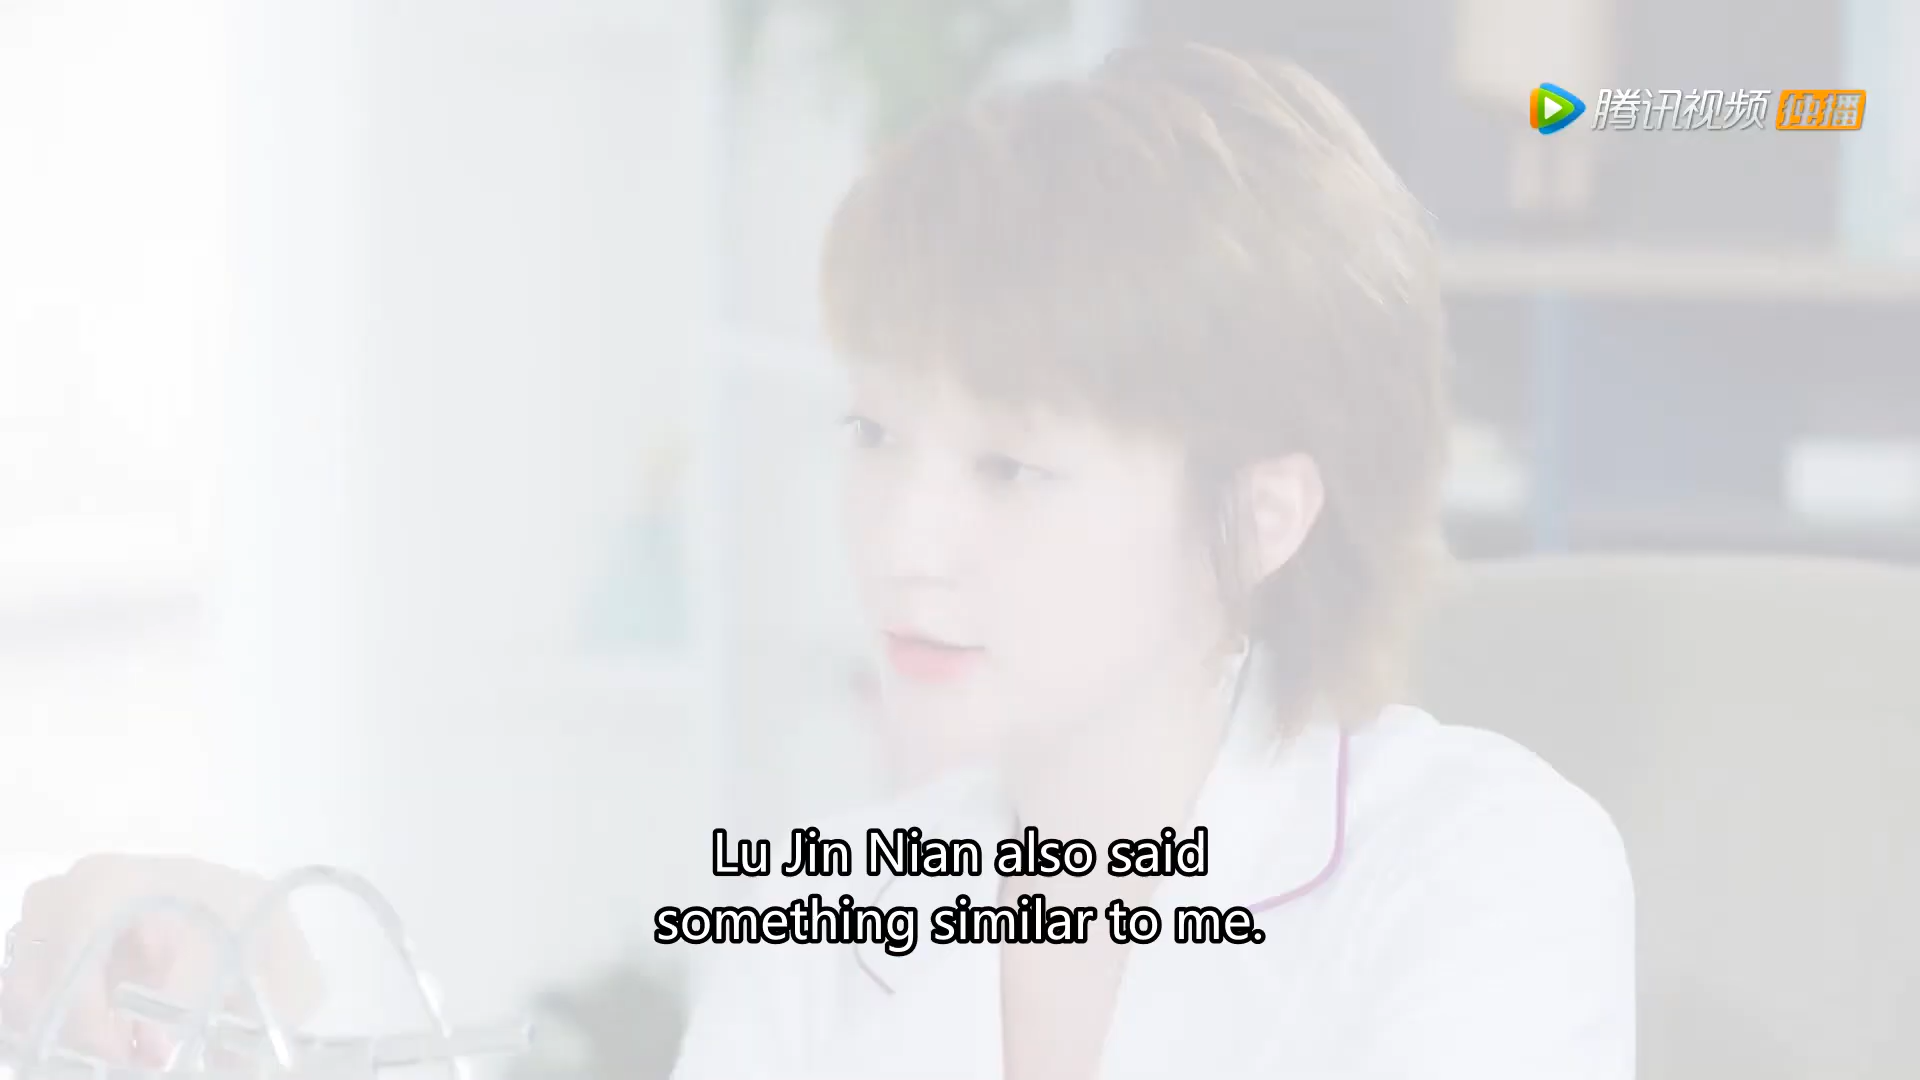 腾讯视频 独播
Lu Jin Nian also said
something similar to me.